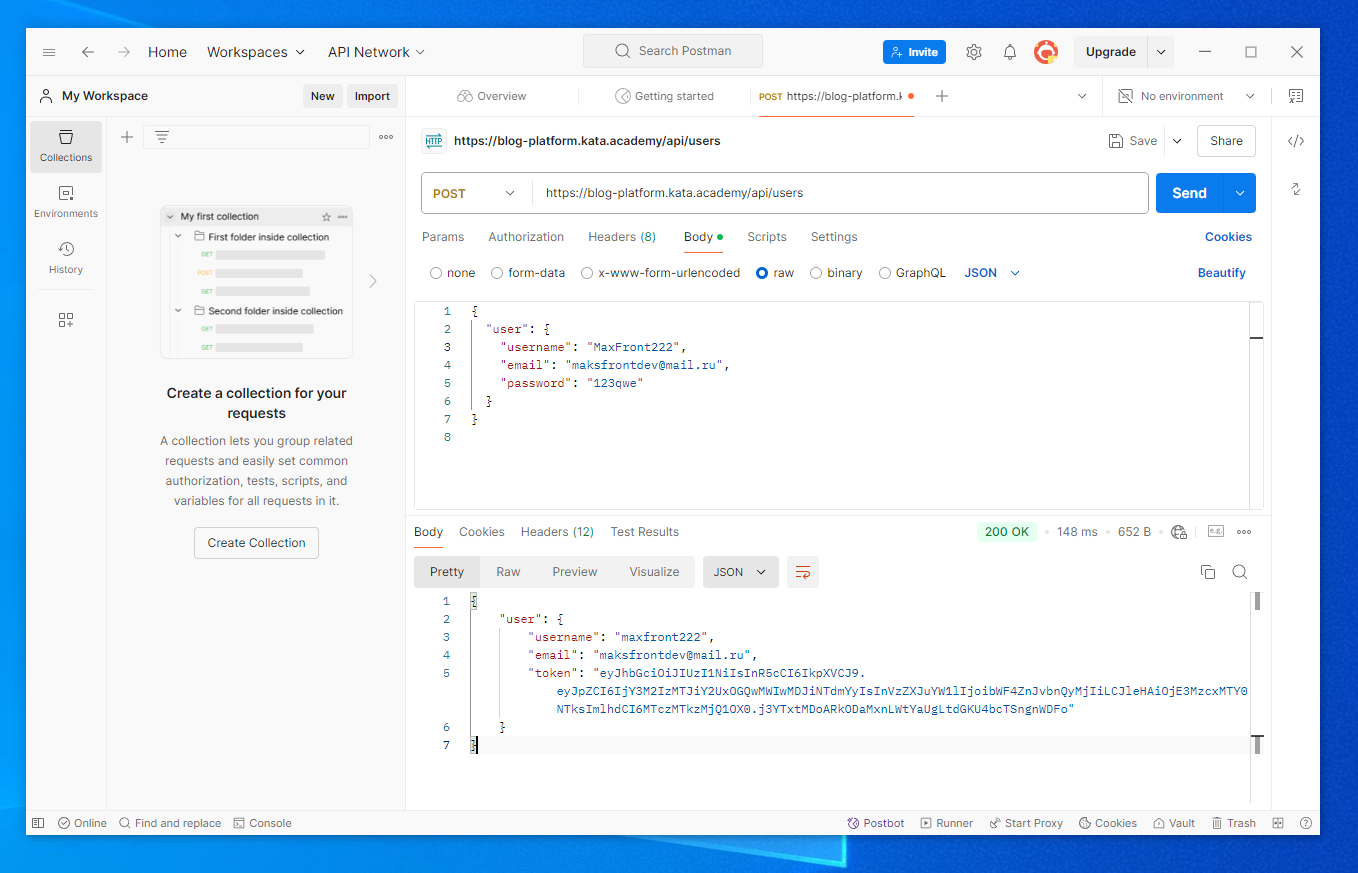 Home Workspaces API Network Search Postman Invite Upgrade
My Workspace New Import Overview Getting started POST https://blog-platform.k No environment
Collections
Environments
History
My first collection
First folder inside collection
GET
POST
GET
Second folder inside collection
GET
GET
Create a collection for your
requests
A collection lets you group related
requests and easily set common
authorization, tests, scripts, and
variables for all requests in it.
Create Collection
HTTP https://blog-platform.kata.academy/api/users Save Share
POST https://blog-platform.kata.academy/api/users Send
Params Authorization Headers (8) Body Scripts Settings Cookies
none form-data x-www-form-urlencoded raw binary GraphQL JSON Beautify
1 {
2 "user": {
3 "username": "MaxFront222",
4 "email": "maksfrontdev@mail.ru",
5 "password": "123qwe"
6 }
7 }
8
Body Cookies Headers (12) Test Results 200 OK 148 ms 652 B e.g.
Pretty Raw Preview Visualize JSON
1 {
2 "user": {
3 "username": "maxfront222",
4 "email": "maksfrontdev@mail.ru",
5 "token": "eyJhbGciOiJIUzI1NiIsInR5cCI6IkpXVCJ9.
eyJpZCI6IjY3M2IzMTJiY2UxOGQwMWIwMDJiNTdmYyIsInVzZXJuYW1lIjoibWF4ZnJvbnQyMjIiLCJleHAiOjE3MzcxMTY0
NTksImlhdCI6MTczMTkzMjQ1OX0.j3YTxtMDoARkODaMxnLWtYaUgLtdGKU4bcTSngnWDFo"
6 }
7 }
Online Find and replace Console Postbot Runner Start Proxy Cookies Vault Trash